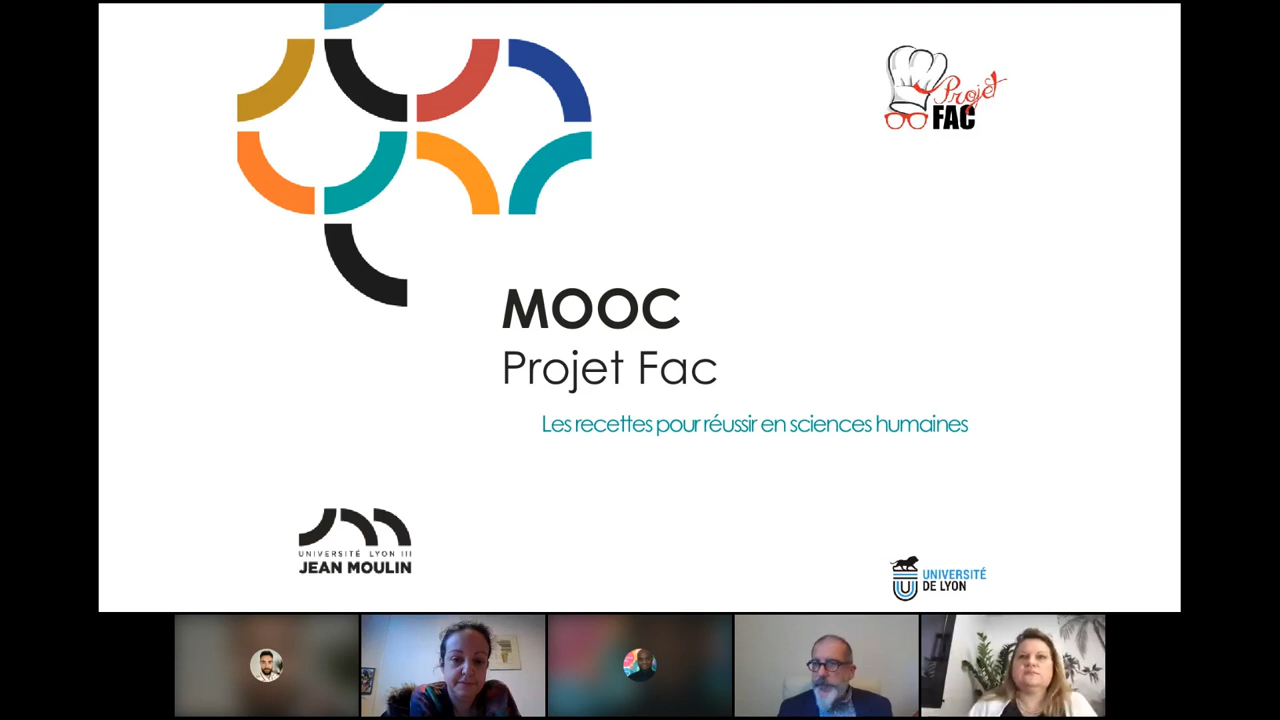 Projet
FAC
MOOC
Projet Fac
Les recettes pour réussir en sciences humaines
UNIVERSITÉ LYON III
JEAN MOULIN
UNIVERSITÉ
DE LYON